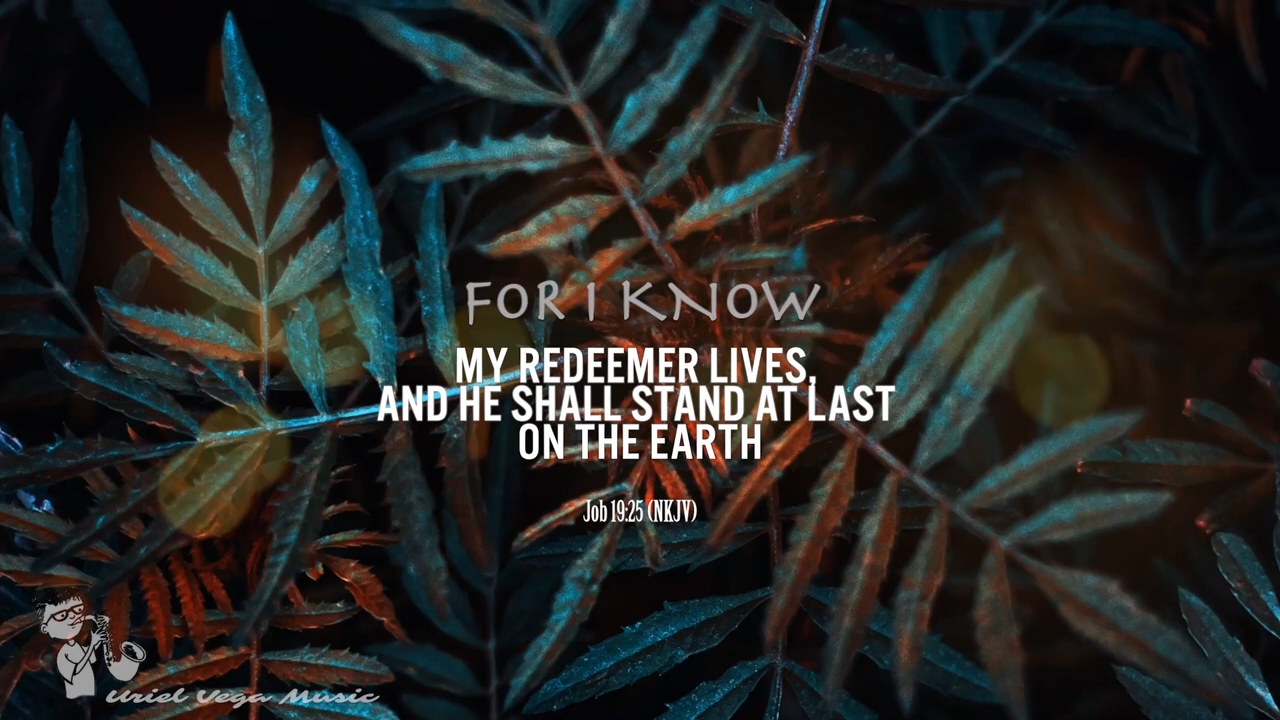 FOR I KNOW
MY REDEEMER LIVES,
AND HE SHALL STAND AT LAST
ON THE EARTH
Job 19:25 (NKJV)
Uriel Vega Music